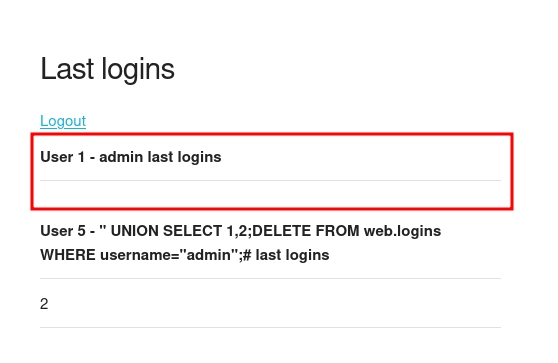 Last logins
Logout
User 1 - admin last logins
User 5 - " UNION SELECT 1,2;DELETE FROM web.logins
WHERE username="admin";# last logins
2